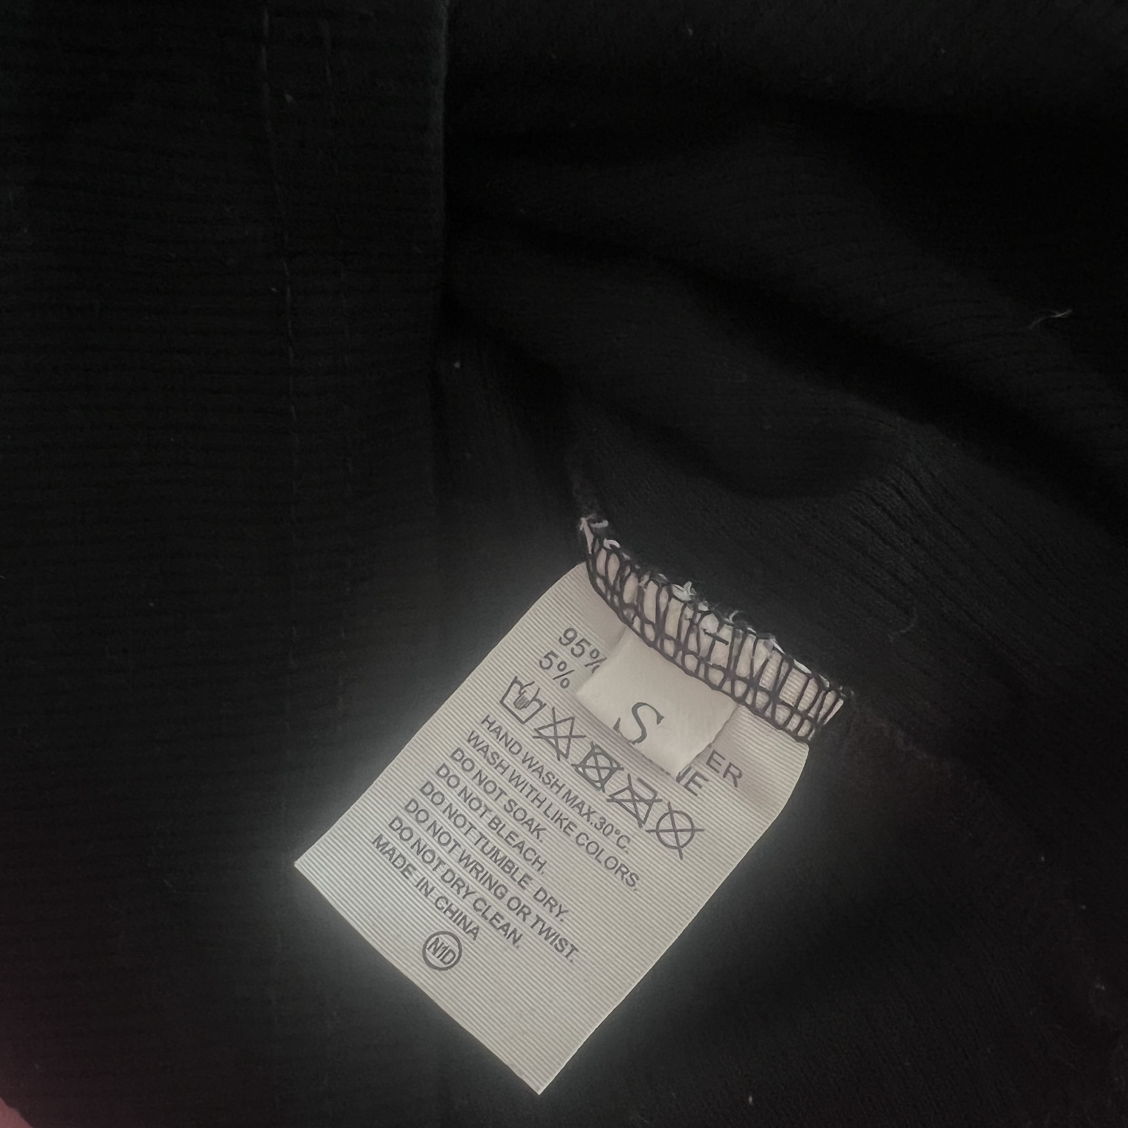 95%
5%
S
ER
NE
HAND WASH MAX.30°C.
WASH WITH LIKE COLORS.
DO NOT SOAK.
DO NOT BLEACH.
DO NOT TUMBLE DRY.
DO NOT WRING OR TWIST.
DO NOT DRY CLEAN.
MADE IN CHINA
N1D